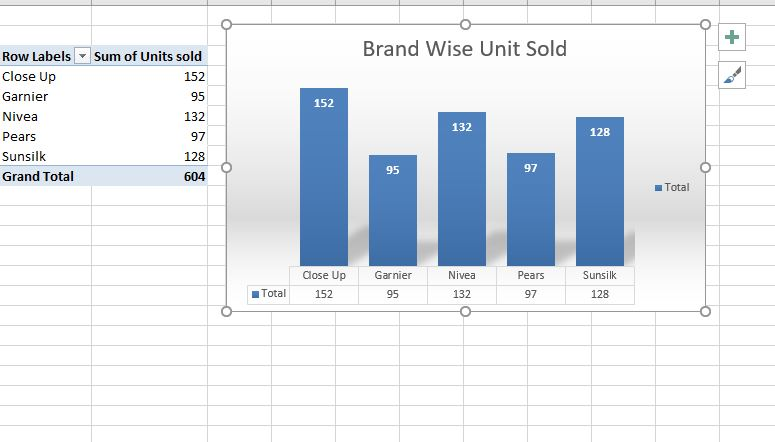 Row Labels Sum of Units sold
Close Up 152
Garnier 95
Nivea 132
Pears 97
Sunsilk 128
Grand Total 604
Brand Wise Unit Sold
152 95 132 97 128
Total
Close Up Garnier Nivea Pears Sunsilk
Total 152 95 132 97 128